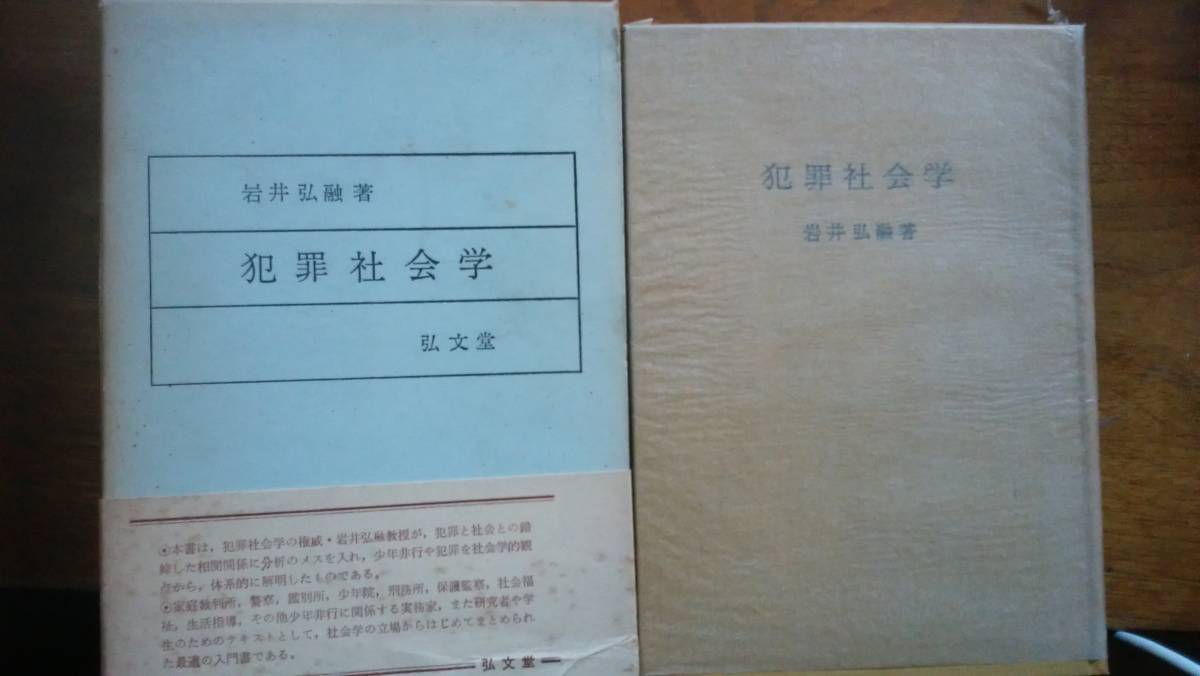 岩井弘融著
犯罪社会学
弘文堂
◉本書は，犯罪社会学の権威・岩井弘融教授が，犯罪と社会との錯
綜した相関関係に分析のメスを入れ，少年非行や犯罪を社会学的観
点から，体系的に解明したものである。
◉家庭裁判所，警察，鑑別所，少年院，刑務所，保護監察，社会福
祉，生活指導，その他少年非行に関係する実務家，また研究者や学
生のためのテキストとして，社会学の立場からはじめてまとめられ
た最適の入門書である。
弘文堂
犯罪社会学
岩井弘融著